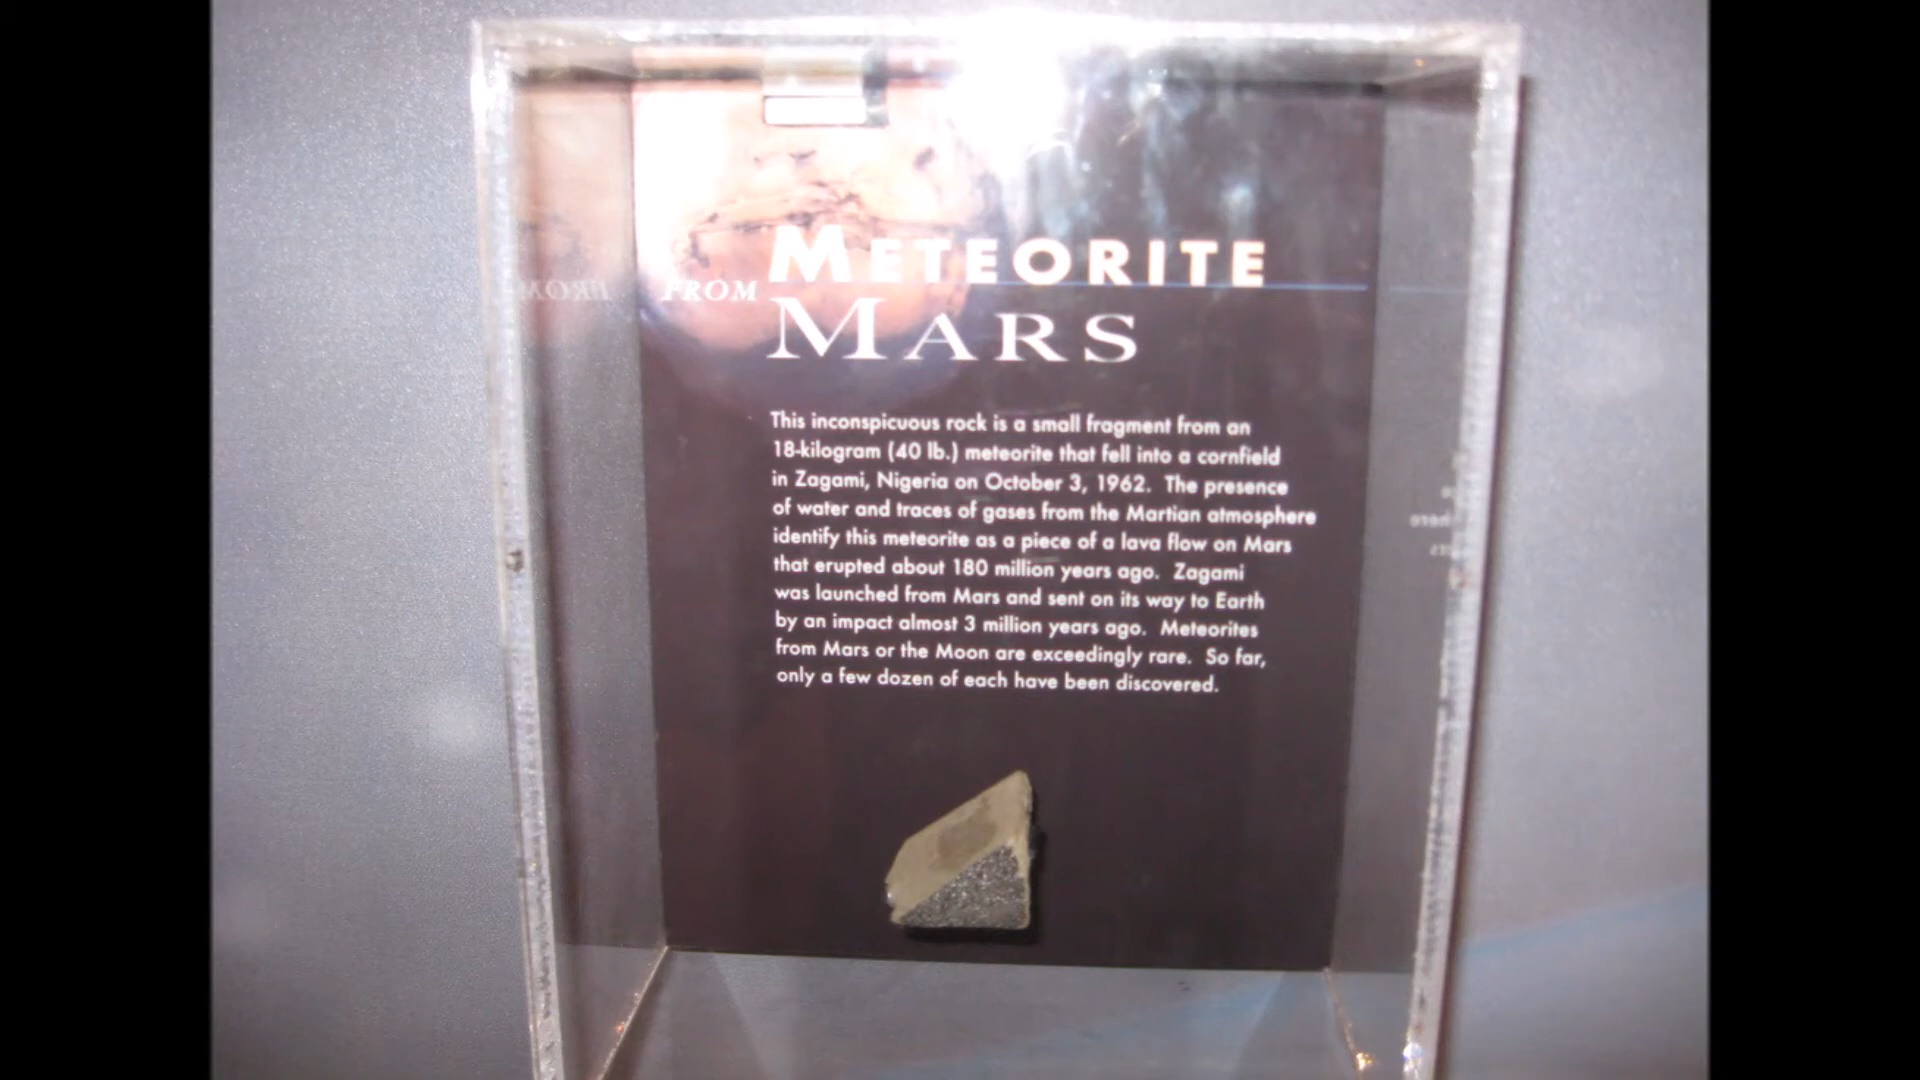 METEORITE
FROM MARS
This inconspicuous rock is a small fragment from an
18-kilogram (40 lb.) meteorite that fell into a cornfield
in Zagami, Nigeria on October 3, 1962. The presence
of water and traces of gases from the Martian atmosphere
identify this meteorite as a piece of a lava flow on Mars
that erupted about 180 million years ago. Zagami
was launched from Mars and sent on its way to Earth
by an impact almost 3 million years ago. Meteorites
from Mars or the Moon are exceedingly rare. So far,
only a few dozen of each have been discovered.